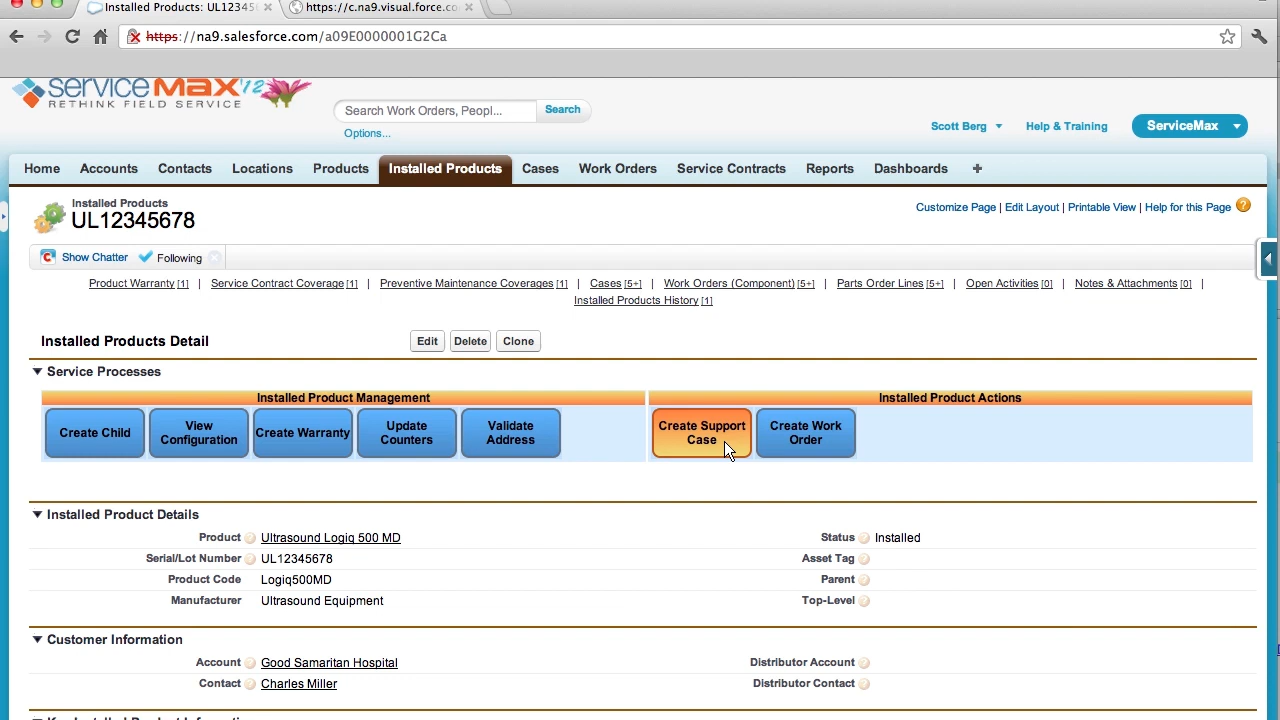 Installed Products: UL12345
https://c.na9.visual.force.co
https://na9.salesforce.com/a09E0000001G2Ca
serviceMax'12
RETHINK FIELD SERVICE
Search Work Orders, Peopl...
Search
Options...
Scott Berg
Help & Training
ServiceMax
Home
Accounts
Contacts
Locations
Products
Installed Products
Cases
Work Orders
Service Contracts
Reports
Dashboards
+
Installed Products
UL12345678
Customize Page | Edit Layout | Printable View | Help for this Page ?
C Show Chatter
Following
Product Warranty [1] | Service Contract Coverage [1] | Preventive Maintenance Coverages [1] | Cases [5+] | Work Orders (Component) [5+] | Parts Order Lines [5+] | Open Activities [0] | Notes & Attachments [0] |
Installed Products History [1]
Installed Products Detail
Edit
Delete
Clone
Service Processes
Installed Product Management
Installed Product Actions
Create Child
View
Configuration
Create Warranty
Update
Counters
Validate
Address
Create Support
Case
Create Work
Order
Installed Product Details
Product ? Ultrasound Logiq 500 MD
Status ? Installed
Serial/Lot Number ? UL12345678
Asset Tag ?
Product Code Logiq500MD
Parent ?
Manufacturer Ultrasound Equipment
Top-Level ?
Customer Information
Account ? Good Samaritan Hospital
Distributor Account ?
Contact ? Charles Miller
Distributor Contact ?